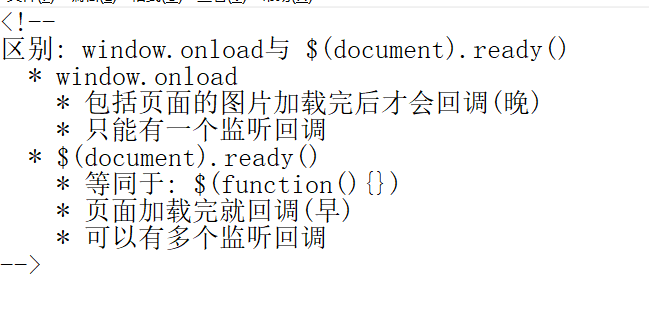 <!--
区别: window.onload与 $(document).ready()
  * window.onload
    * 包括页面的图片加载完后才会回调(晚)
    * 只能有一个监听回调
  * $(document).ready()
    * 等同于: $(function(){})
    * 页面加载完就回调(早)
    * 可以有多个监听回调
-->